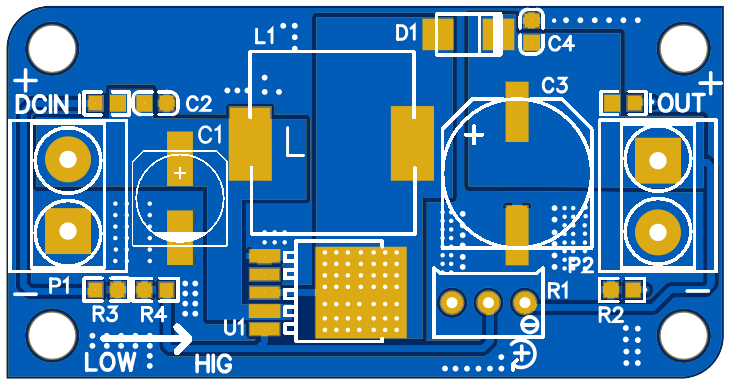 L1
D1
C4
+
DCIN
C2
C3
OUT
+
C1
L
+
+
P1
P2
−
R3
R4
U1
R1
R2
−
LOW
HIG
+